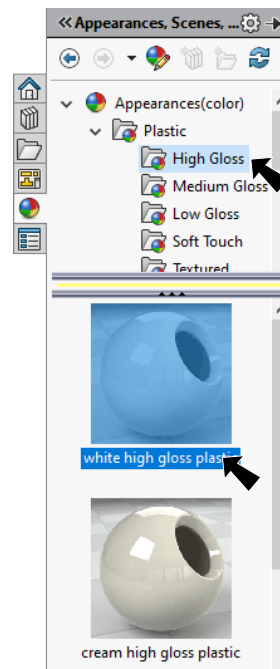 Appearances, Scenes, ...
Appearances(color)
Plastic
High Gloss
Medium Gloss
Low Gloss
Soft Touch
Textured
white high gloss plastic
cream high gloss plastic